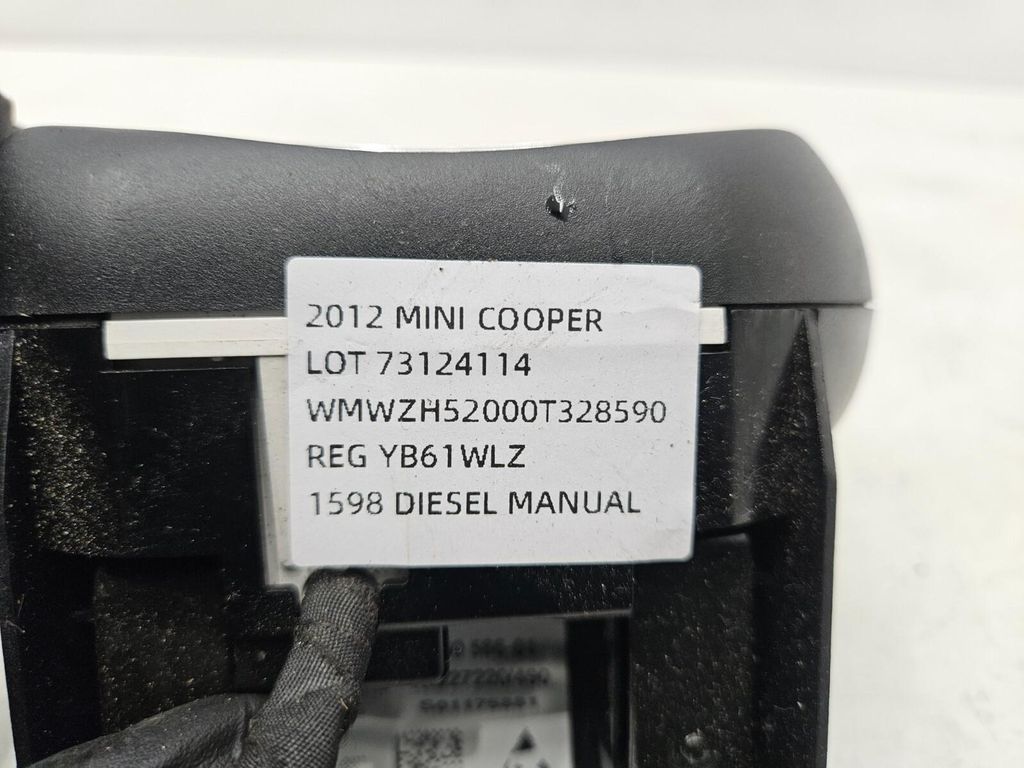 2012 MINI COOPER
LOT 73124114
WMWZH52000T328590
REG YB61WLZ
1598 DIESEL MANUAL